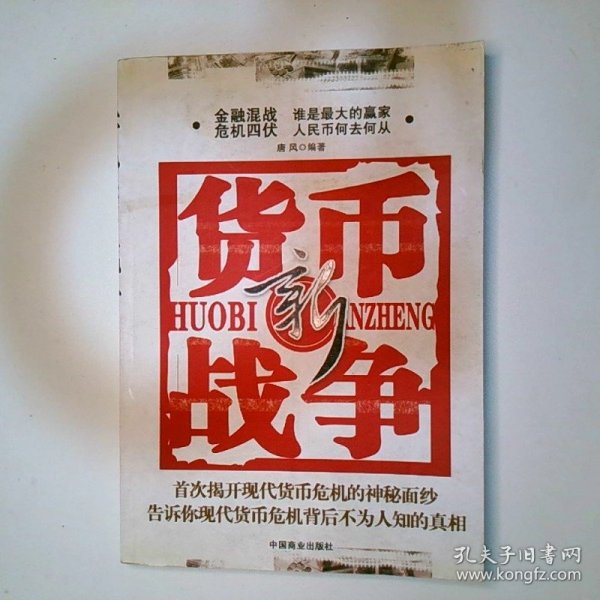 金融混战 谁是最大的赢家
危机四伏 人民币何去何从
唐风○编著
货币
新
HUOBI ANZHENG
战争
首次揭开现代货币危机的神秘面纱
告诉你现代货币危机背后不为人知的真相
中国商业出版社
孔夫子旧书网
www.kongfz.com